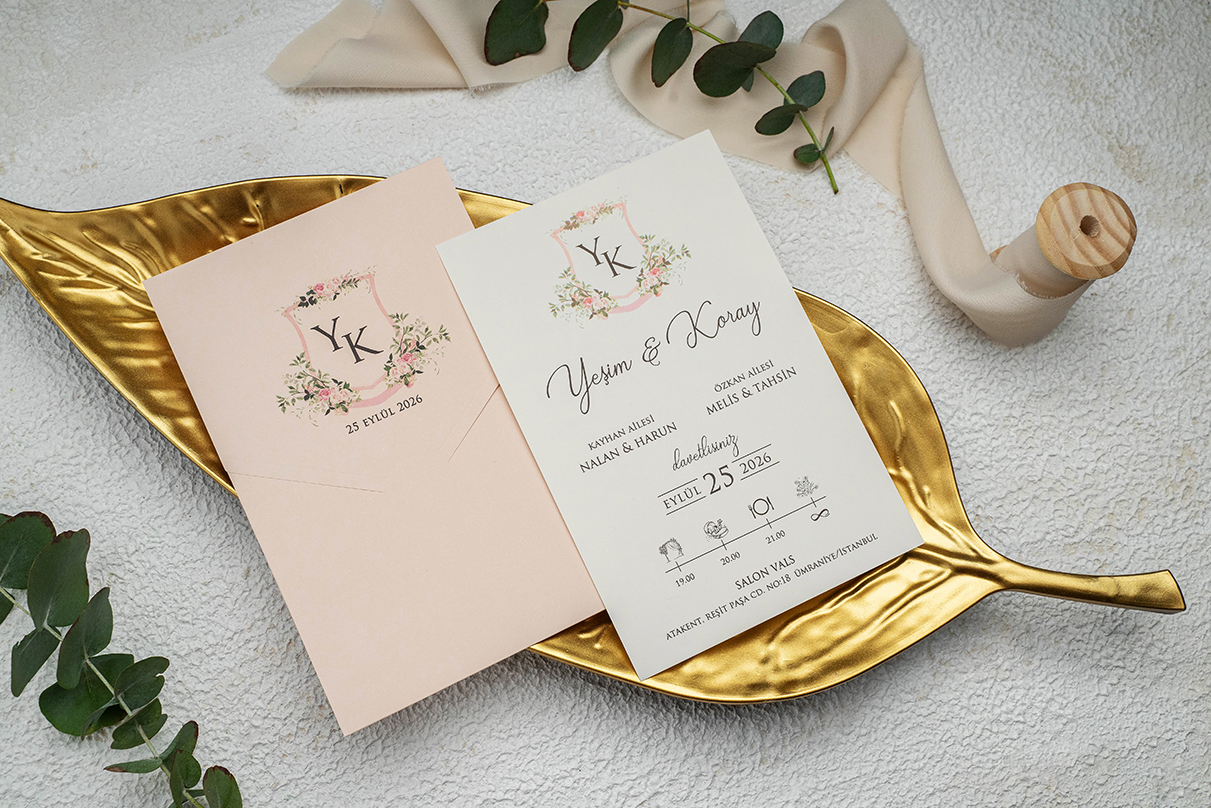 YK
25 EYLÜL 2026
YK
Yeşim & Koray
KAYHAN AİLESİ
NALAN & HARUN
ÖZKAN AİLESİ
MELİS & TAHSİN
davetlisiniz
EYLÜL 25 2026
19.00 20.00 21.00 ∞
SALON VALS
ATAKENT, REŞİT PAŞA CD. NO:18 ÜMRANİYE/İSTANBUL